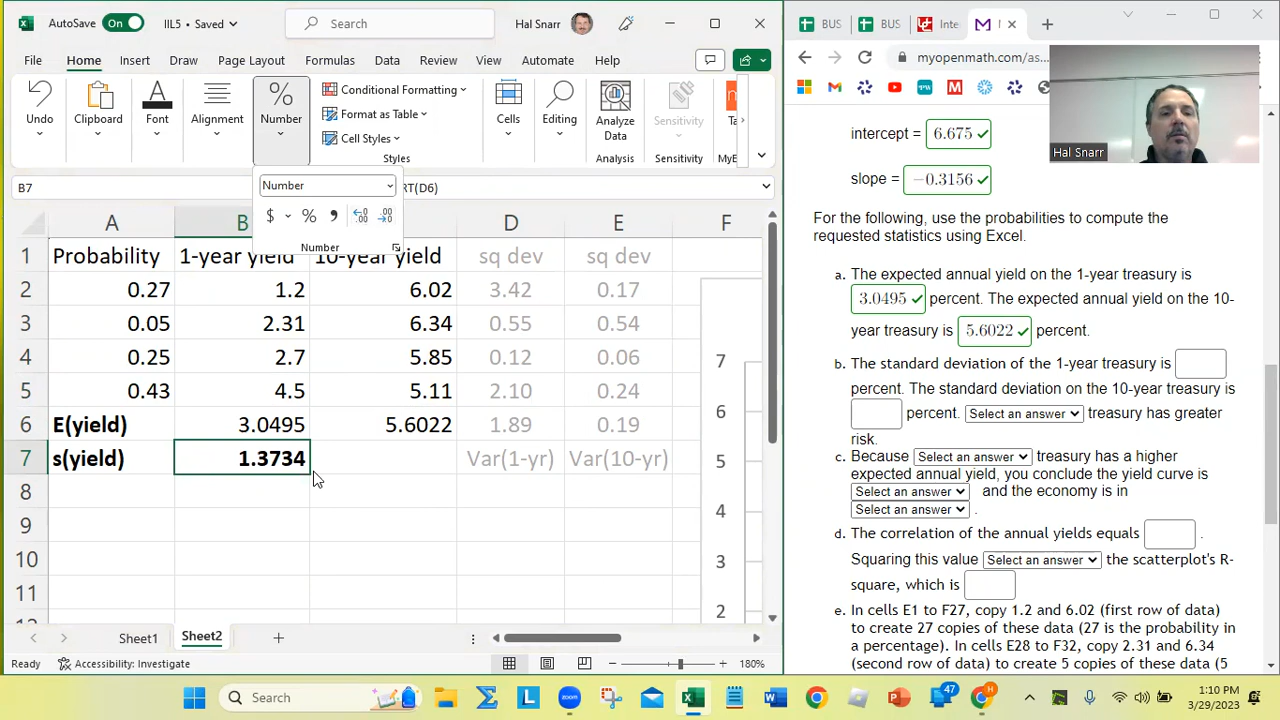 AutoSave On IIL5 • Saved Search Hal Snarr
File Home Insert Draw Page Layout Formulas Data Review View Automate Help
Undo Clipboard Font Alignment Number Conditional Formatting Format as Table Cell Styles Cells Editing Analyze Data Sensitivity Ta
Styles Analysis Sensitivity MyE
B7 RT(D6)
Number
$ % , .00
Number
A B D E F
1 Probability 1-year yield 10-year yield sq dev sq dev
2 0.27 1.2 6.02 3.42 0.17
3 0.05 2.31 6.34 0.55 0.54
4 0.25 2.7 5.85 0.12 0.06
5 0.43 4.5 5.11 2.10 0.24
6 E(yield) 3.0495 5.6022 1.89 0.19
7 s(yield) 1.3734 Var(1-yr) Var(10-yr)
8
9
10
11
7
6
5
4
3
2
Sheet1 Sheet2
Ready Accessibility: Investigate 180%
BUS BUS Inte
myopenmath.com/as...
Hal Snarr
intercept = 6.675
slope = −0.3156
For the following, use the probabilities to compute the
requested statistics using Excel.
a. The expected annual yield on the 1-year treasury is
3.0495 percent. The expected annual yield on the 10-
year treasury is 5.6022 percent.
b. The standard deviation of the 1-year treasury is
percent. The standard deviation on the 10-year treasury is
percent. Select an answer treasury has greater
risk.
c. Because Select an answer treasury has a higher
expected annual yield, you conclude the yield curve is
Select an answer and the economy is in
Select an answer .
d. The correlation of the annual yields equals .
Squaring this value Select an answer the scatterplot's R-
square, which is
e. In cells E1 to F27, copy 1.2 and 6.02 (first row of data)
to create 27 copies of these data (27 is the probability in
a percentage). In cells E28 to F32, copy 2.31 and 6.34
(second row of data) to create 5 copies of these data (5
Search 47 1:10 PM
3/29/2023